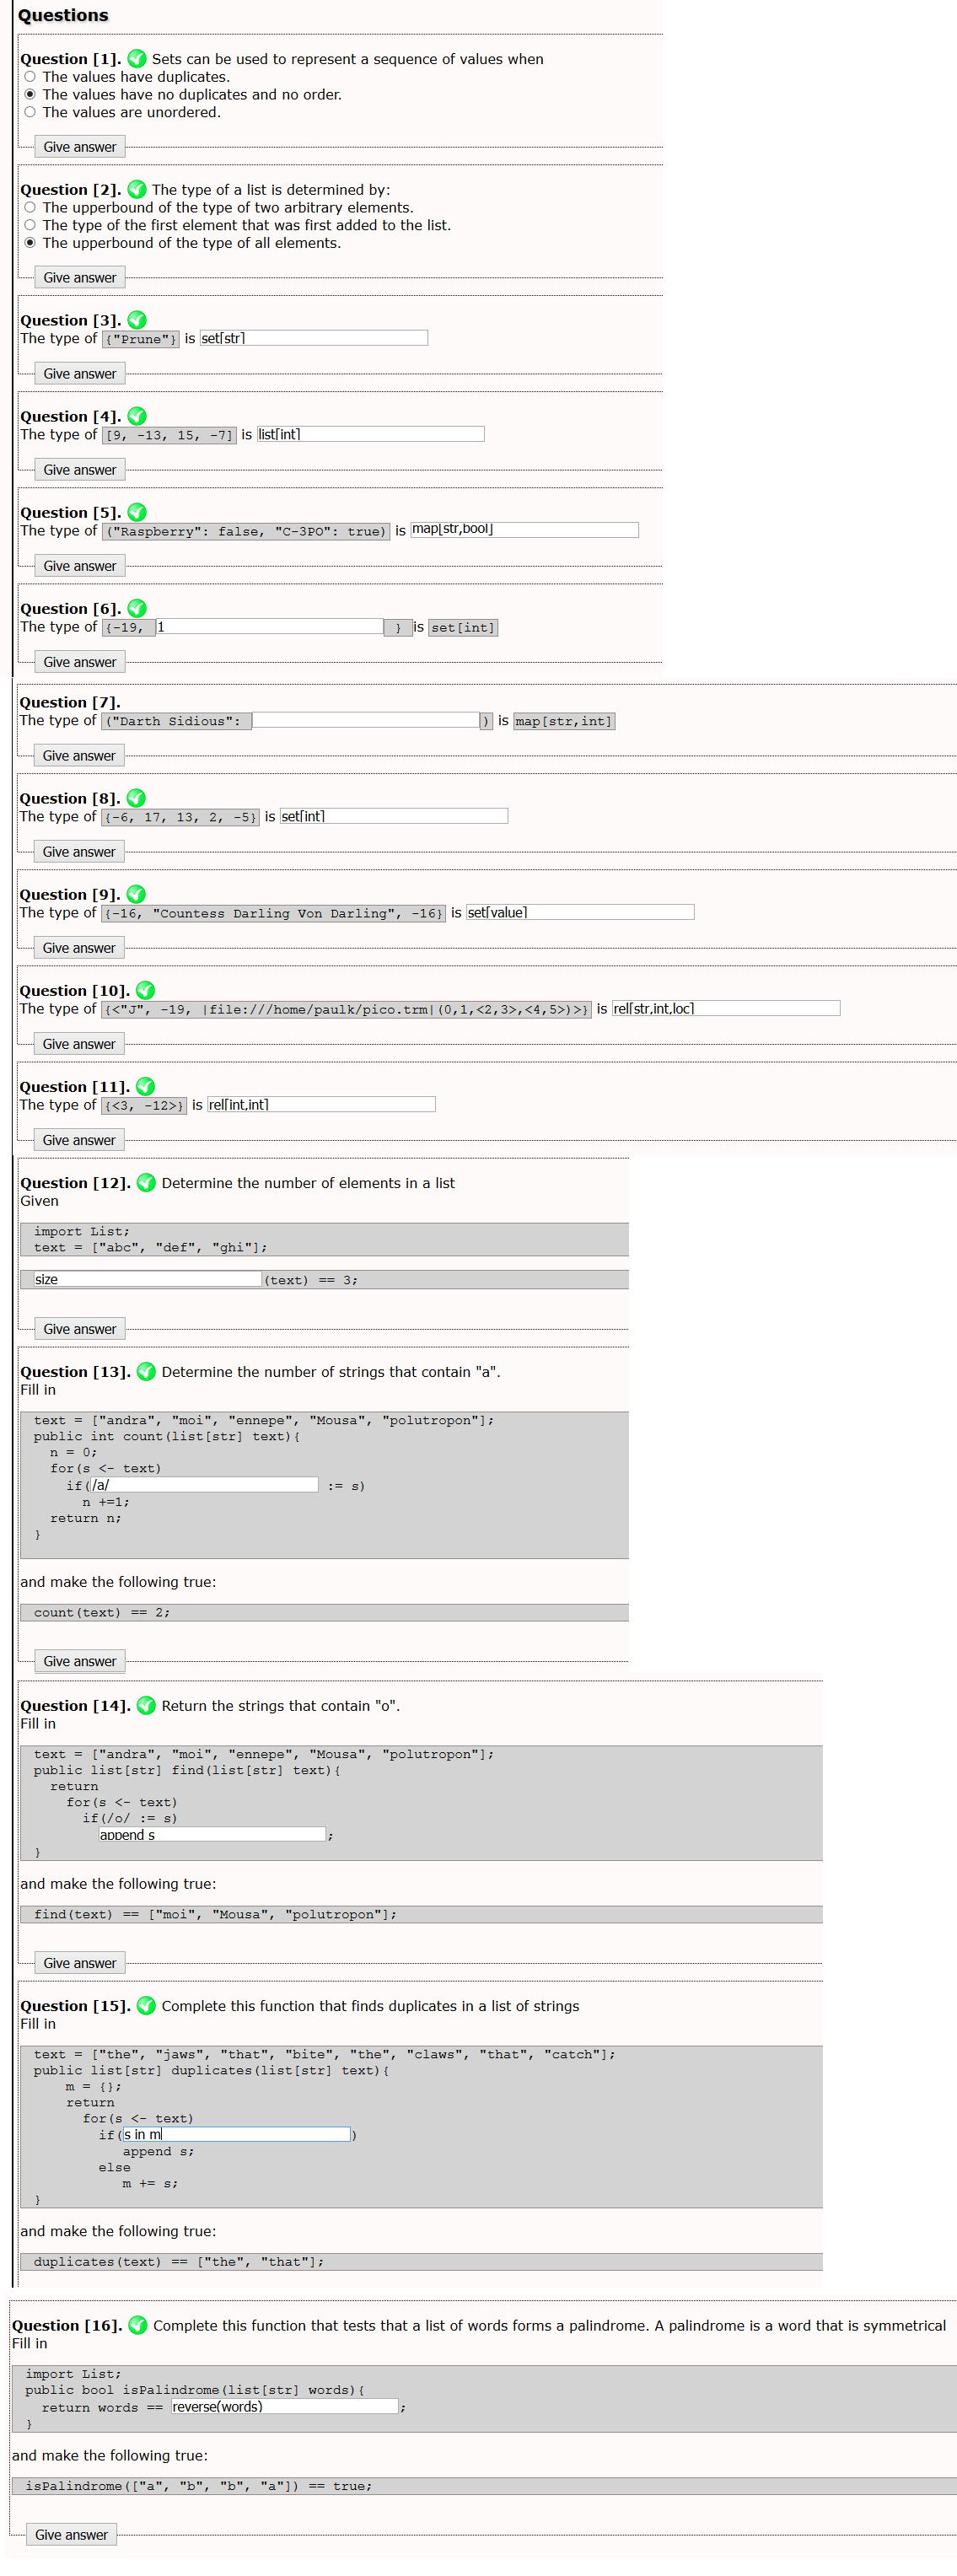 Questions
Question [1]. Sets can be used to represent a sequence of values when
The values have duplicates.
The values have no duplicates and no order.
The values are unordered.
Give answer
Question [2]. The type of a list is determined by:
The upperbound of the type of two arbitrary elements.
The type of the first element that was first added to the list.
The upperbound of the type of all elements.
Give answer
Question [3].
The type of {"Prune"} is set[str]
Give answer
Question [4].
The type of [9, -13, 15, -7] is list[int]
Give answer
Question [5].
The type of ("Raspberry": false, "C-3PO": true) is map[str,bool]
Give answer
Question [6].
The type of {-19, 1 } is set[int]
Give answer
Question [7].
The type of ("Darth Sidious": ) is map[str,int]
Give answer
Question [8].
The type of {-6, 17, 13, 2, -5} is set[int]
Give answer
Question [9].
The type of {-16, "Countess Darling Von Darling", -16} is set[value]
Give answer
Question [10].
The type of {<"J", -19, |file:///home/paulk/pico.trm|(0,1,<2,3>,<4,5>)>} is rel[str,int,loc]
Give answer
Question [11].
The type of {<3, -12>} is rel[int,int]
Give answer
Question [12]. Determine the number of elements in a list
Given
import List;
text = ["abc", "def", "ghi"];
size (text) == 3;
Give answer
Question [13]. Determine the number of strings that contain "a".
Fill in
text = ["andra", "moi", "ennepe", "Mousa", "polutropon"];
public int count(list[str] text){
n = 0;
for(s <- text)
if(/a/ := s)
n +=1;
return n;
}
and make the following true:
count(text) == 2;
Give answer
Question [14]. Return the strings that contain "o".
Fill in
text = ["andra", "moi", "ennepe", "Mousa", "polutropon"];
public list[str] find(list[str] text){
return
for(s <- text)
if(/o/ := s)
append s;
}
and make the following true:
find(text) == ["moi", "Mousa", "polutropon"];
Give answer
Question [15]. Complete this function that finds duplicates in a list of strings
Fill in
text = ["the", "jaws", "that", "bite", "the", "claws", "that", "catch"];
public list[str] duplicates(list[str] text){
m = {};
return
for(s <- text)
if(s in m)
append s;
else
m += s;
}
and make the following true:
duplicates(text) == ["the", "that"];
Question [16]. Complete this function that tests that a list of words forms a palindrome. A palindrome is a word that is symmetrical
Fill in
import List;
public bool isPalindrome(list[str] words){
return words == reverse(words);
}
and make the following true:
isPalindrome(["a", "b", "b", "a"]) == true;
Give answer